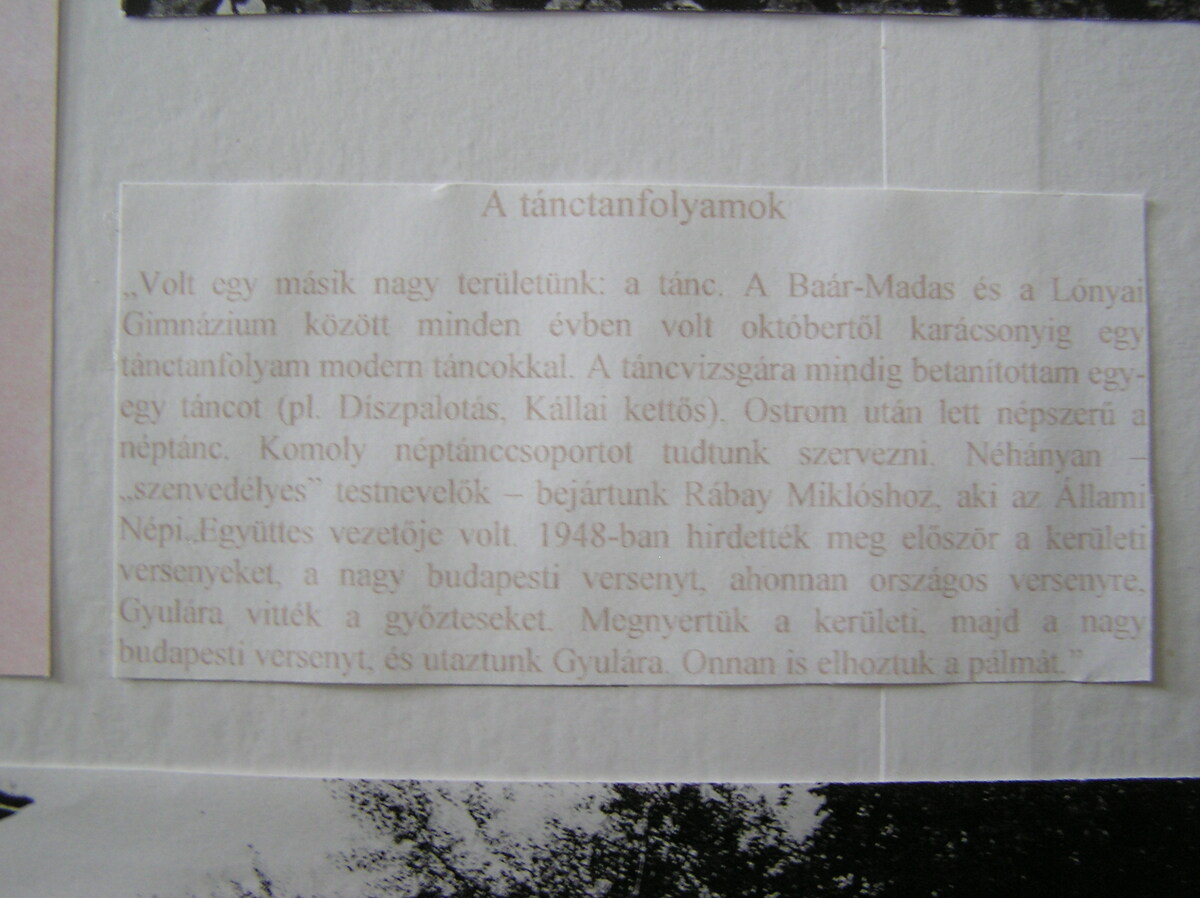 A tánctanfolyamok
„Volt egy másik nagy területünk: a tánc. A Baár-Madas és a Lónyai
Gimnázium között minden évben volt októbertől karácsonyig egy
tánctanfolyam modern táncokkal. A táncvizsgára mindig betanítottam egy-
egy táncot (pl. Díszpalotás, Kállai kettős). Ostrom után lett népszerű a
néptánc. Komoly néptánccsoportot tudtunk szervezni. Néhányan –
„szenvedélyes” testnevelők – bejártunk Rábay Miklóshoz, aki az Állami
Népi Együttes vezetője volt. 1948-ban hirdették meg először a kerületi
versenyeket, a nagy budapesti versenyt, ahonnan országos versenyre,
Gyulára vitték a győzteseket. Megnyertük a kerületi, majd a nagy
budapesti versenyt, és utaztunk Gyulára. Onnan is elhoztuk a pálmát.”